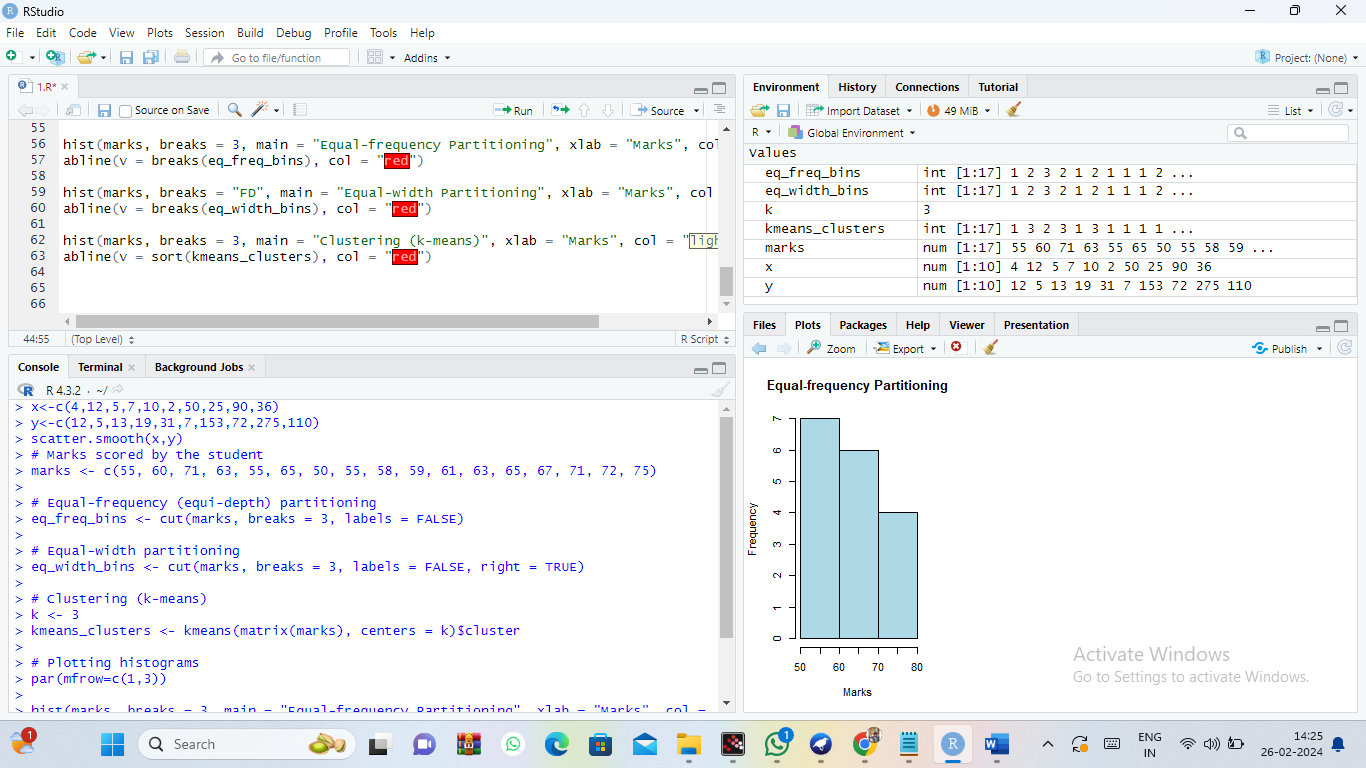 RStudio
File Edit Code View Plots Session Build Debug Profile Tools Help
Go to file/function Addins Project: (None)
1.R*
Source on Save Run Source
55
56 hist(marks, breaks = 3, main = "Equal-frequency Partitioning", xlab = "Marks", col
57 abline(v = breaks(eq_freq_bins), col = "red")
58
59 hist(marks, breaks = "FD", main = "Equal-width Partitioning", xlab = "Marks", col
60 abline(v = breaks(eq_width_bins), col = "red")
61
62 hist(marks, breaks = 3, main = "Clustering (k-means)", xlab = "Marks", col = "ligh
63 abline(v = sort(kmeans_clusters), col = "red")
64
65
66
44:55 (Top Level) R Script
Console Terminal Background Jobs
R 4.3.2 · ~/
> x<-c(4,12,5,7,10,2,50,25,90,36)
> y<-c(12,5,13,19,31,7,153,72,275,110)
> scatter.smooth(x,y)
> # Marks scored by the student
> marks <- c(55, 60, 71, 63, 55, 65, 50, 55, 58, 59, 61, 63, 65, 67, 71, 72, 75)
>
> # Equal-frequency (equi-depth) partitioning
> eq_freq_bins <- cut(marks, breaks = 3, labels = FALSE)
>
> # Equal-width partitioning
> eq_width_bins <- cut(marks, breaks = 3, labels = FALSE, right = TRUE)
>
> # Clustering (k-means)
> k <- 3
> kmeans_clusters <- kmeans(matrix(marks), centers = k)$cluster
>
> # Plotting histograms
> par(mfrow=c(1,3))
>
> hist(marks, breaks = 3, main = "Equal-frequency Partitioning", xlab = "Marks", col =
Environment History Connections Tutorial
Import Dataset 49 MiB List
R Global Environment
Values
eq_freq_bins int [1:17] 1 2 3 2 1 2 1 1 1 2 ...
eq_width_bins int [1:17] 1 2 3 2 1 2 1 1 1 2 ...
k 3
kmeans_clusters int [1:17] 1 3 2 3 1 3 1 1 1 1 ...
marks num [1:17] 55 60 71 63 55 65 50 55 58 59 ...
x num [1:10] 4 12 5 7 10 2 50 25 90 36
y num [1:10] 12 5 13 19 31 7 153 72 275 110
Files Plots Packages Help Viewer Presentation
Zoom Export Publish
Equal-frequency Partitioning
Frequency
7
6
5
4
3
2
1
0
50 60 70 80
Marks
Activate Windows
Go to Settings to activate Windows.
1
Search
1
R
W
ENG
IN
14:25
26-02-2024